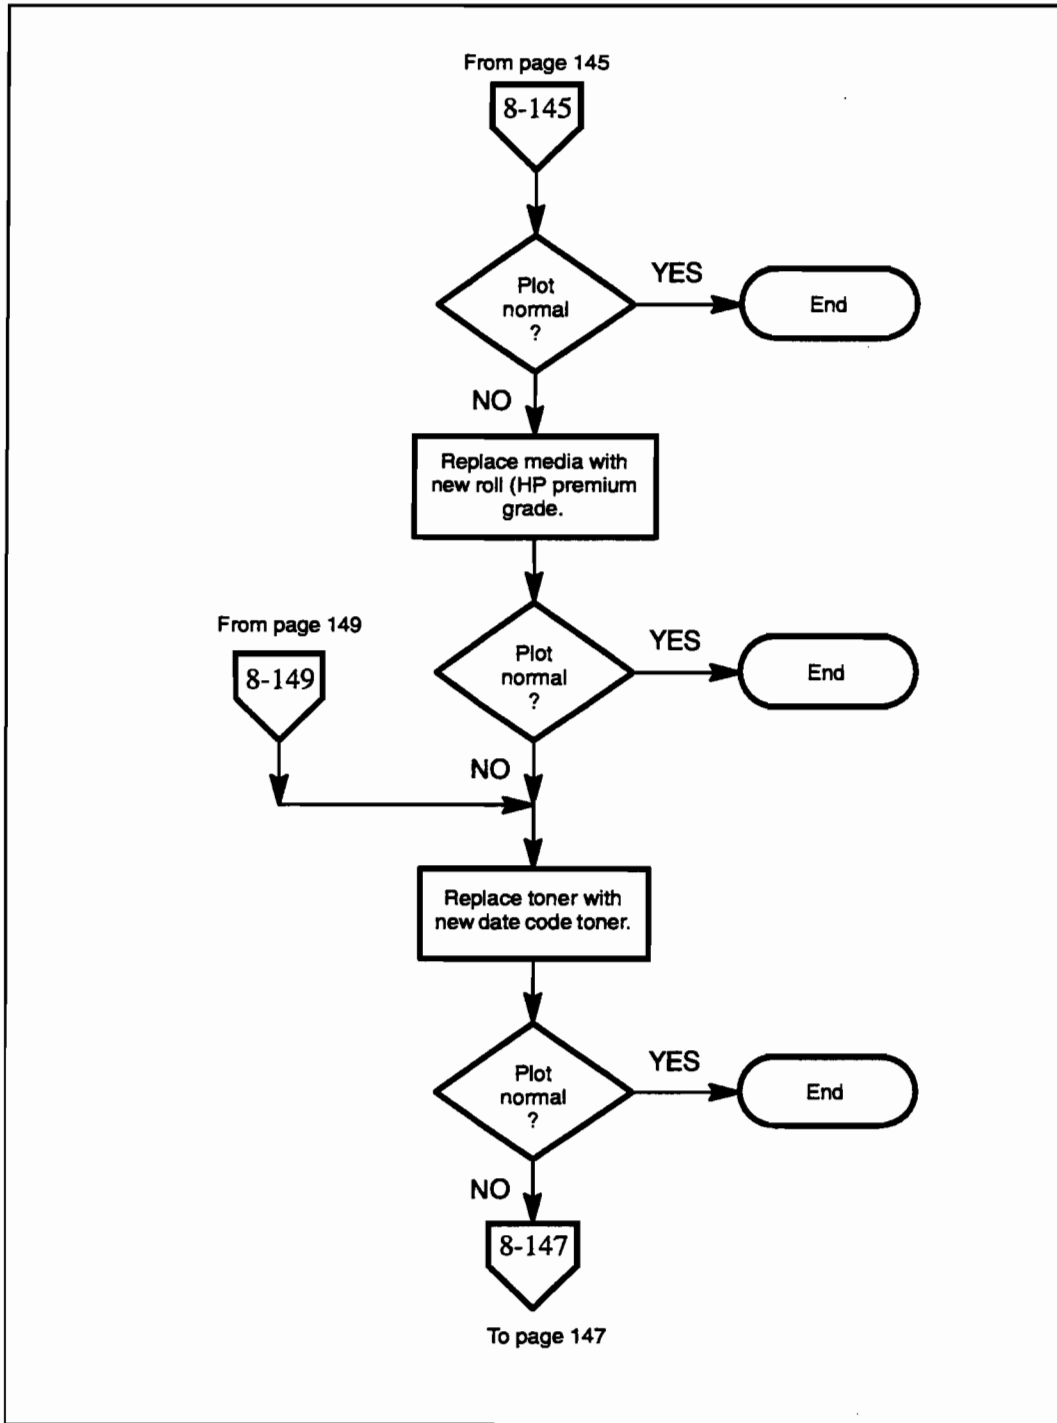 From page 145
8-145
Plot
normal
?
YES
End
NO
Replace media with
new roll (HP premium
grade.
From page 149
8-149
Plot
normal
?
YES
End
NO
Replace toner with
new date code toner.
Plot
normal
?
YES
End
NO
8-147
To page 147